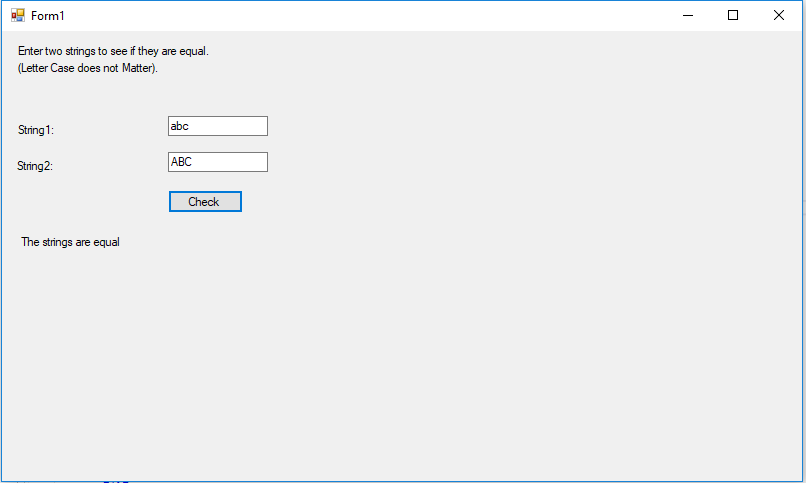 Form1
Enter two strings to see if they are equal.
(Letter Case does not Matter).
String1:
abc
String2:
ABC
Check
The strings are equal